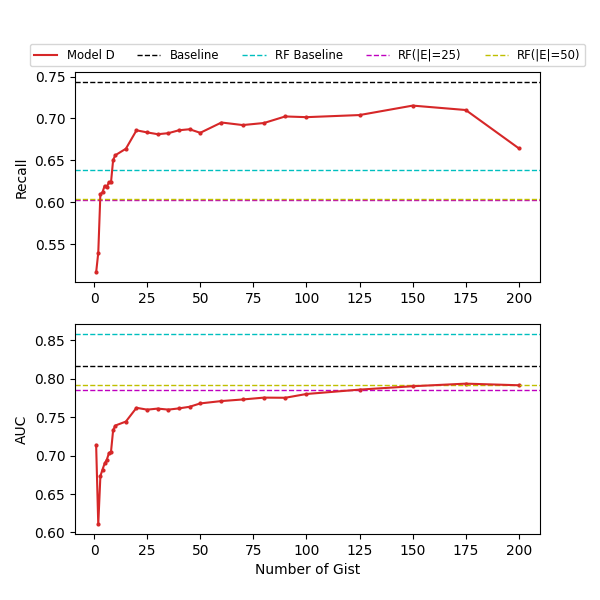 Model D Baseline RF Baseline RF(|E|=25) RF(|E|=50)
0.75
0.70
0.65
0.60
0.55
Recall
0 25 50 75 100 125 150 175 200
0.85
0.80
0.75
0.70
0.65
0.60
AUC
0 25 50 75 100 125 150 175 200
Number of Gist